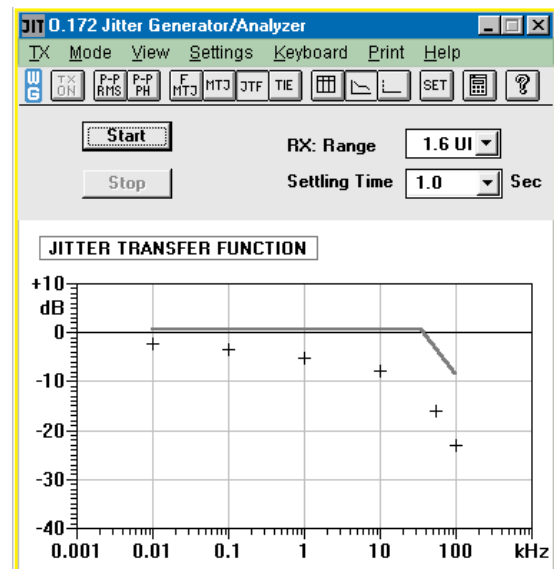 JIT O.172 Jitter Generator/Analyzer
TX Mode View Settings Keyboard Print Help
WG TX ON P-P RMS P-P PH F MTJ MTJ JTF TIE SET ?
Start
RX: Range 1.6 UI
Stop
Settling Time 1.0 Sec
JITTER TRANSFER FUNCTION
+10
dB
0
-10
-20
-30
-40
0.001 0.01 0.1 1 10 100 kHz